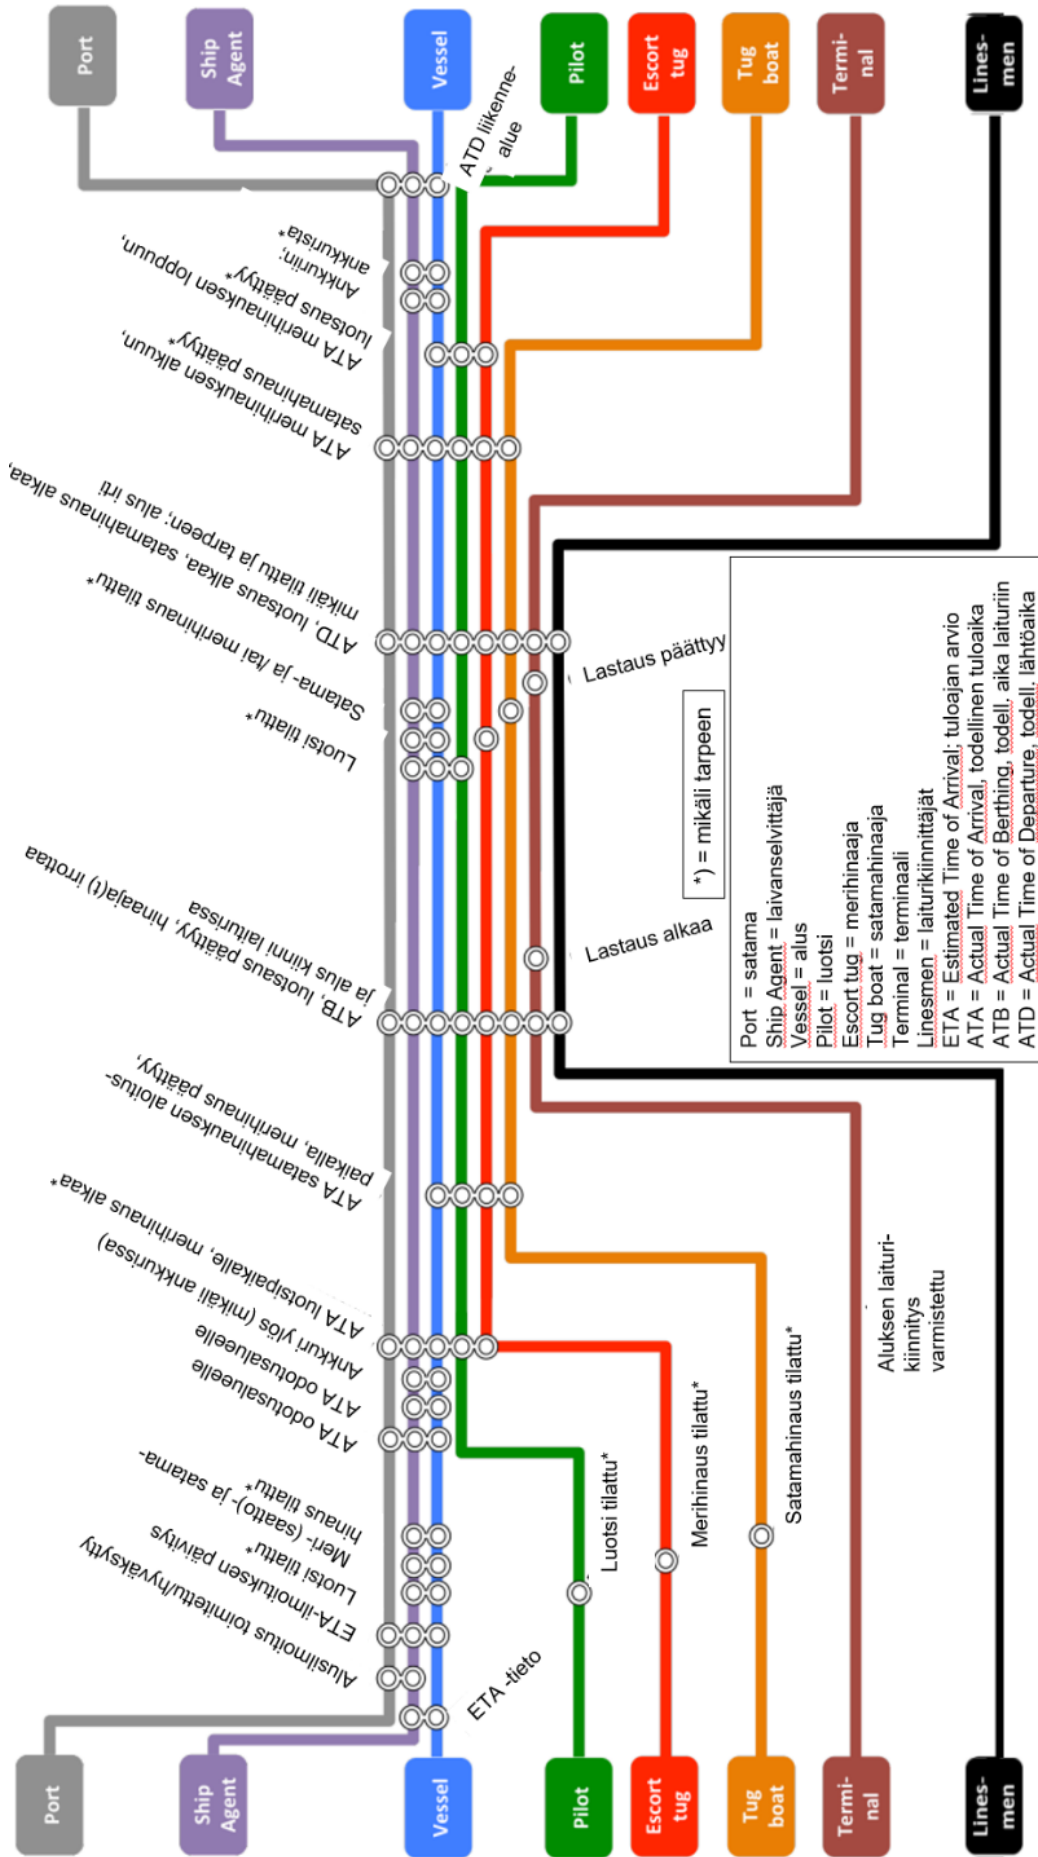 Port
Ship
Agent
Vessel
Pilot
Escort
tug
Tug
boat
Termi-
nal
Lines-
men
ETA -tieto
Alusilmoitus toimitettu/hyväksytty
ETA-ilmoituksen päivitys
Luotsi tilattu*
Meri- (saatto)- ja satama-
hinaus tilattu*
ATA odotusalueelle
ATA odotusalueelle
Ankkuri ylös (mikäli ankkurissa)
ATA luotsipaikalle, merihinaus alkaa*
ATA satamahinauksen aloitus-
paikalla, merihinaus päättyy,
ATB, luotsaus päättyy, hinaaja(t) irrottaa
ja alus kiinni laiturissa
Luotsi tilattu*
Satama- ja /tai merihinaus tilattu*
ATD, luotsaus alkaa, satamahinaus alkaa,
mikäli tilattu ja tarpeen; alus irti
ATA merihinauksen alkuun,
satamahinaus päättyy*
ATA merihinauksen loppuun,
luotsaus päättyy*
Ankkuriin;
ankkurista*
ATD liikenne-
alue
Luotsi tilattu*
Merihinaus tilattu*
Satamahinaus tilattu*
Aluksen laituri-
kiinnitys
varmistettu
Lastaus alkaa
Lastaus päättyy
*) = mikäli tarpeen
Port = satama
Ship Agent = laivanselvittäjä
Vessel = alus
Pilot = luotsi
Escort tug = merihinaaja
Tug boat = satamahinaaja
Terminal = terminaali
Linesmen = laiturikiinnittäjät
ETA = Estimated Time of Arrival; tuloajan arvio
ATA = Actual Time of Arrival, todellinen tuloaika
ATB = Actual Time of Berthing, todell. aika laituriin
ATD = Actual Time of Departure, todell. lähtöaika
Port
Ship
Agent
Vessel
Pilot
Escort
tug
Tug
boat
Termi-
nal
Lines-
men